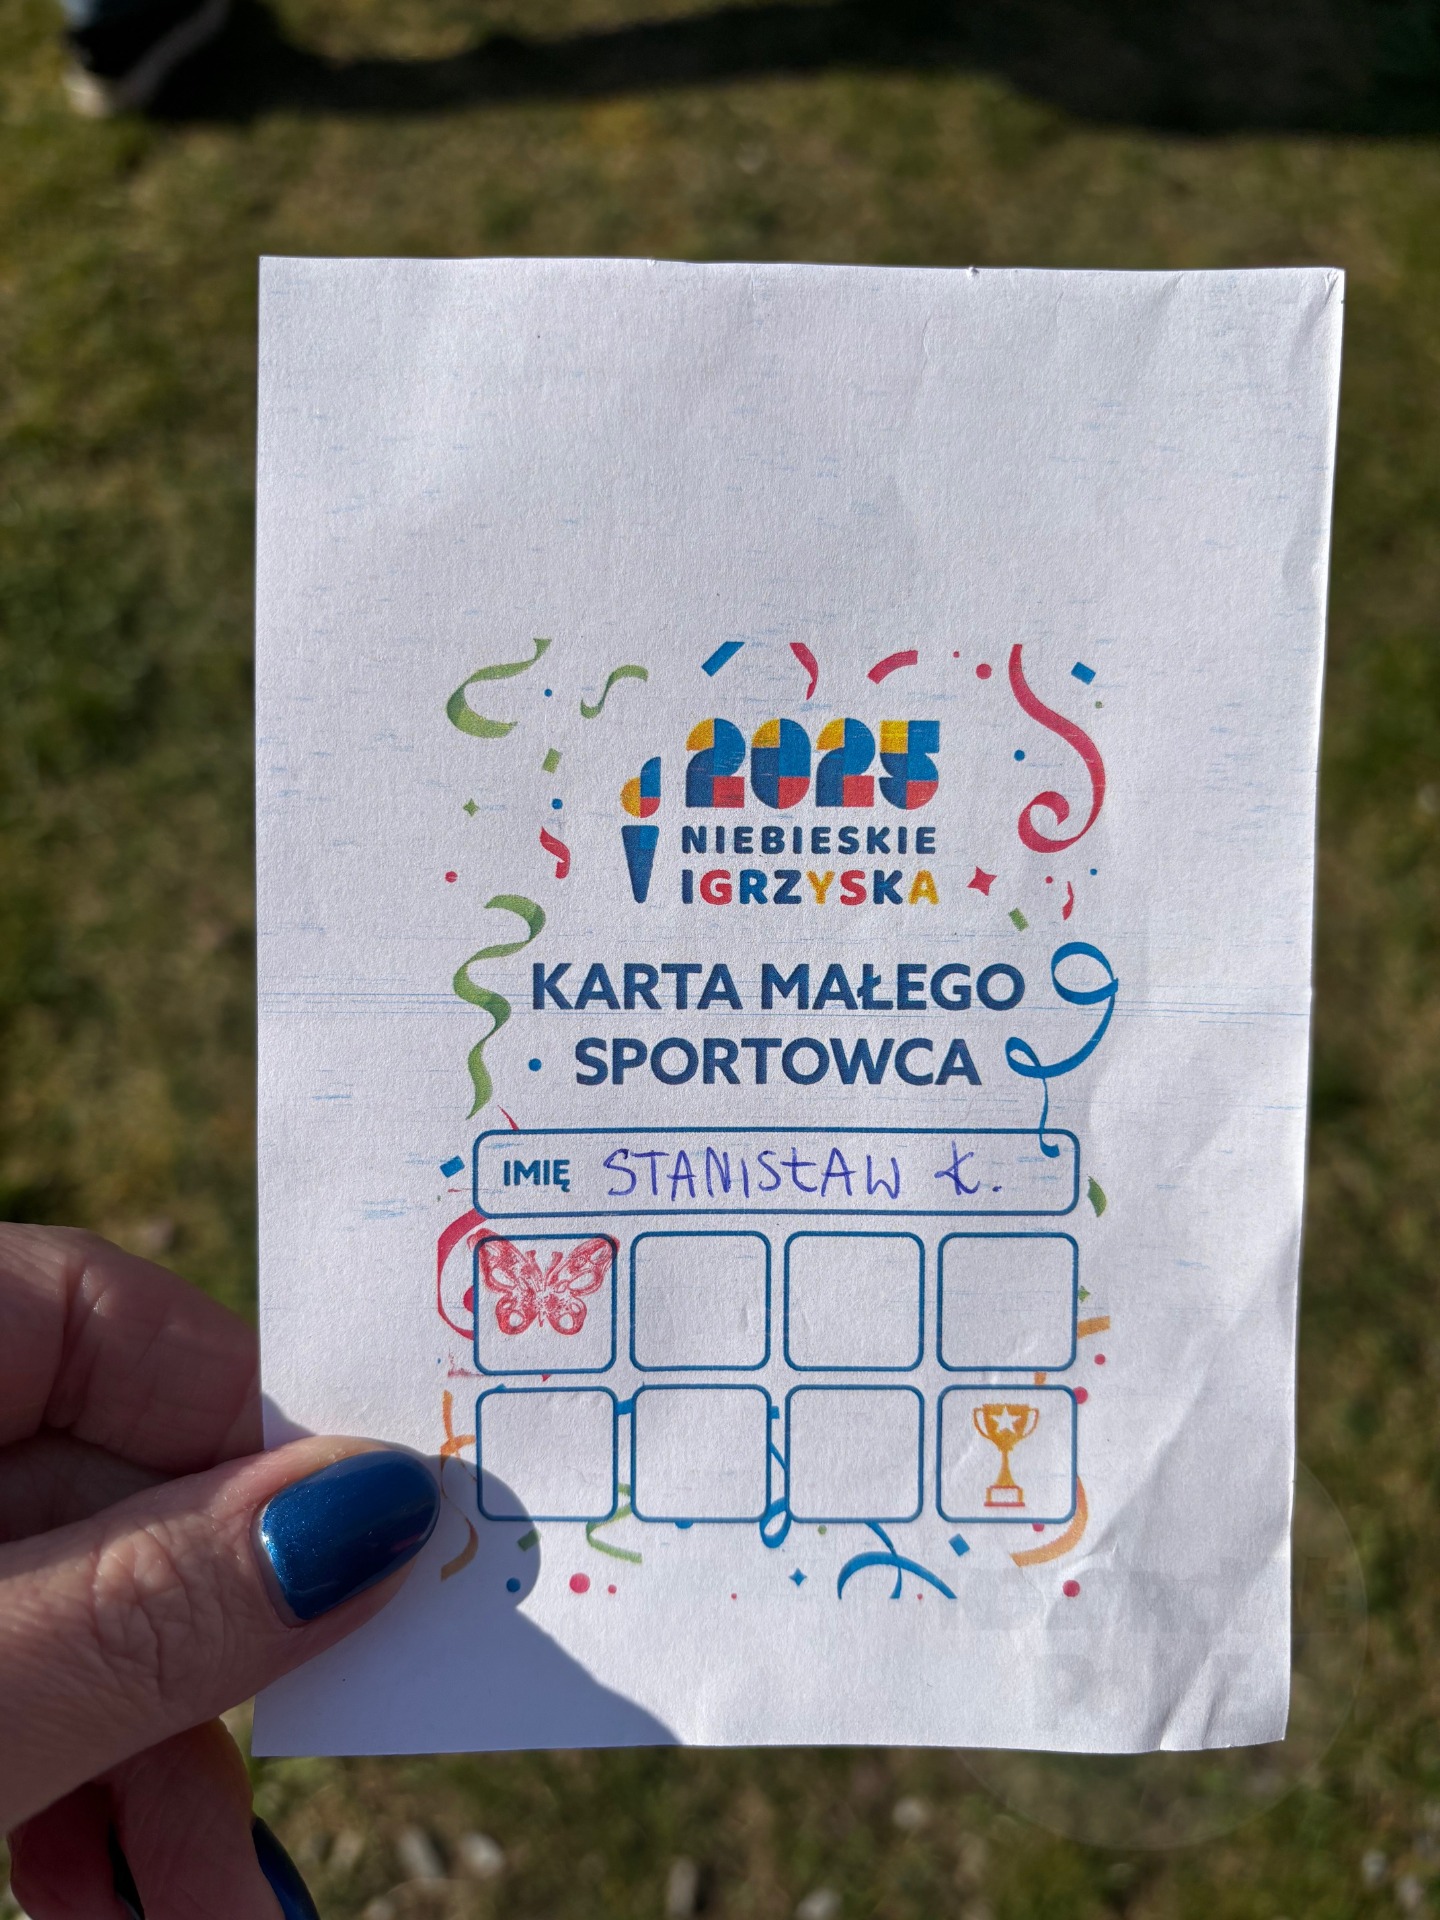 2025
NIEBIESKIE
IGRZYSKA
KARTA MAŁEGO
SPORTOWCA
IMIĘ STANISŁAW Ł.